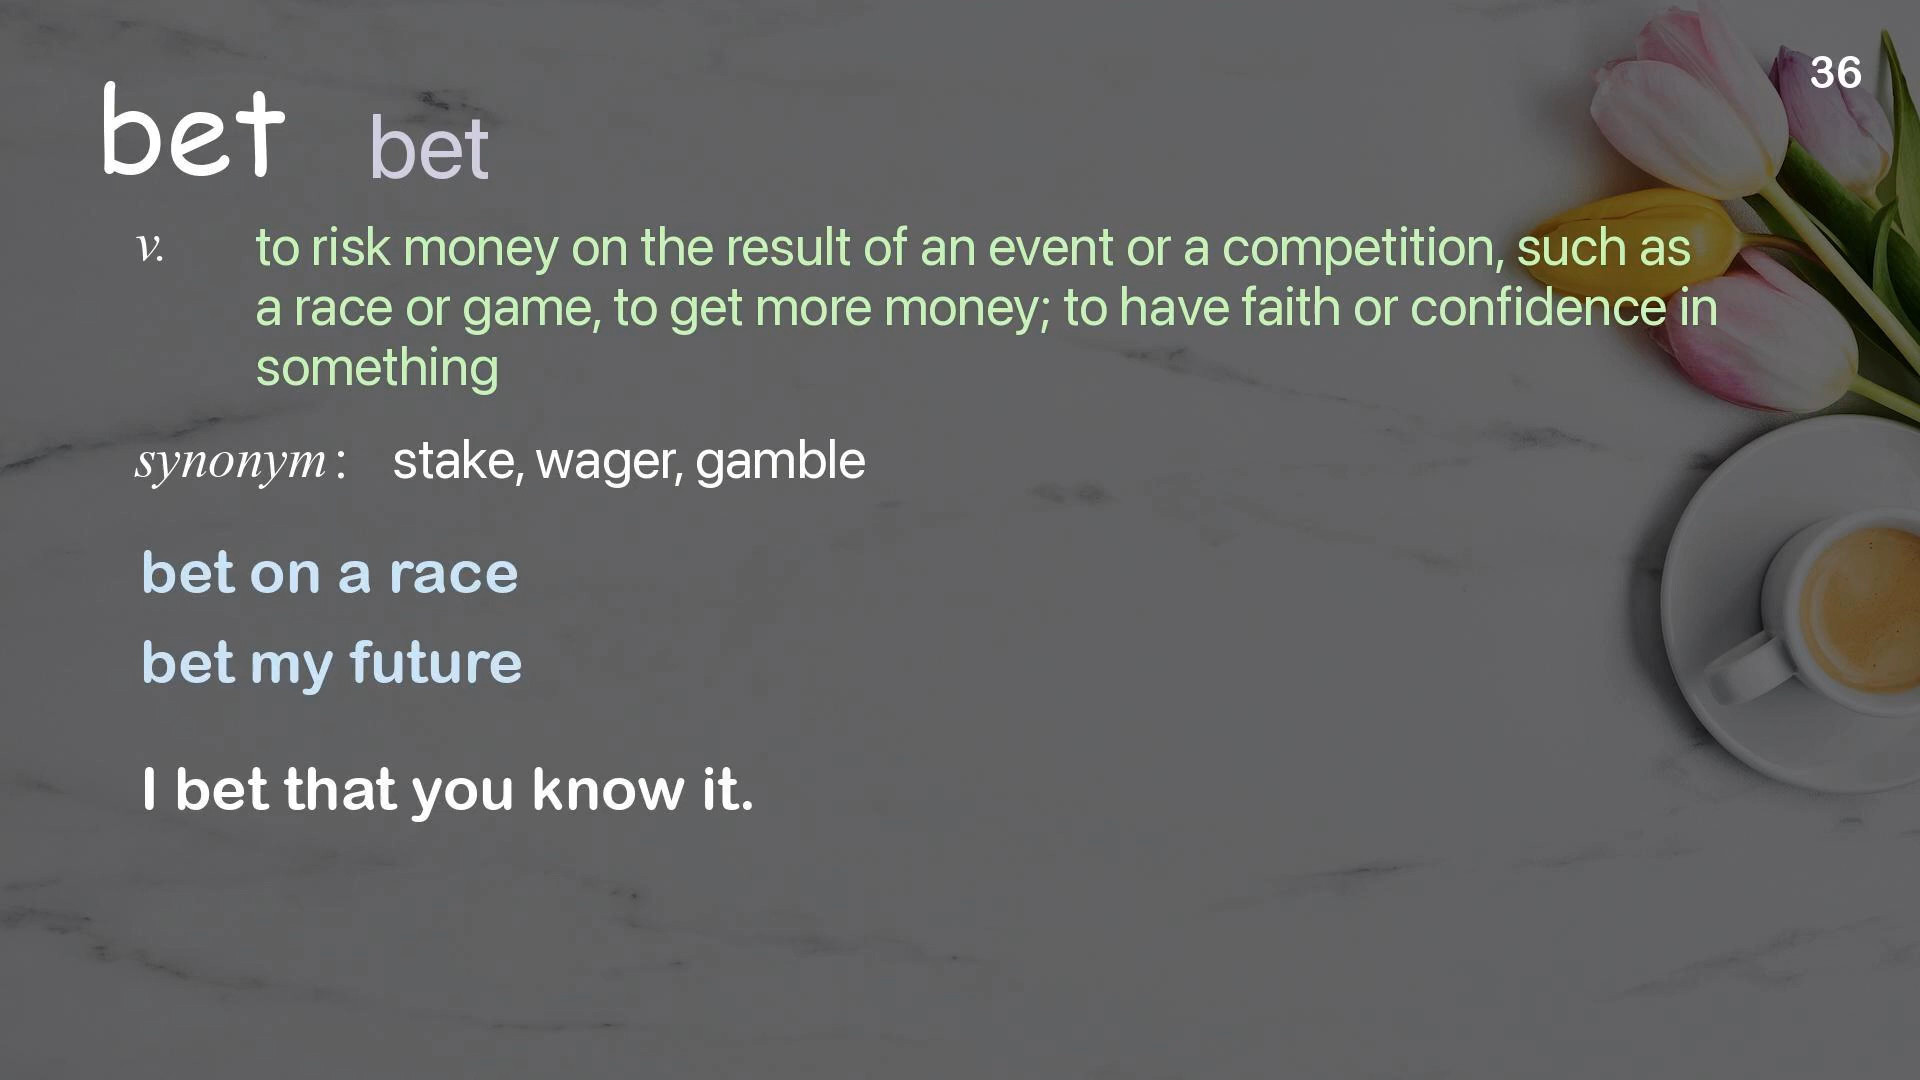 36
bet bet
v. to risk money on the result of an event or a competition, such as
a race or game, to get more money; to have faith or confidence in
something
synonym: stake, wager, gamble
bet on a race
bet my future
I bet that you know it.